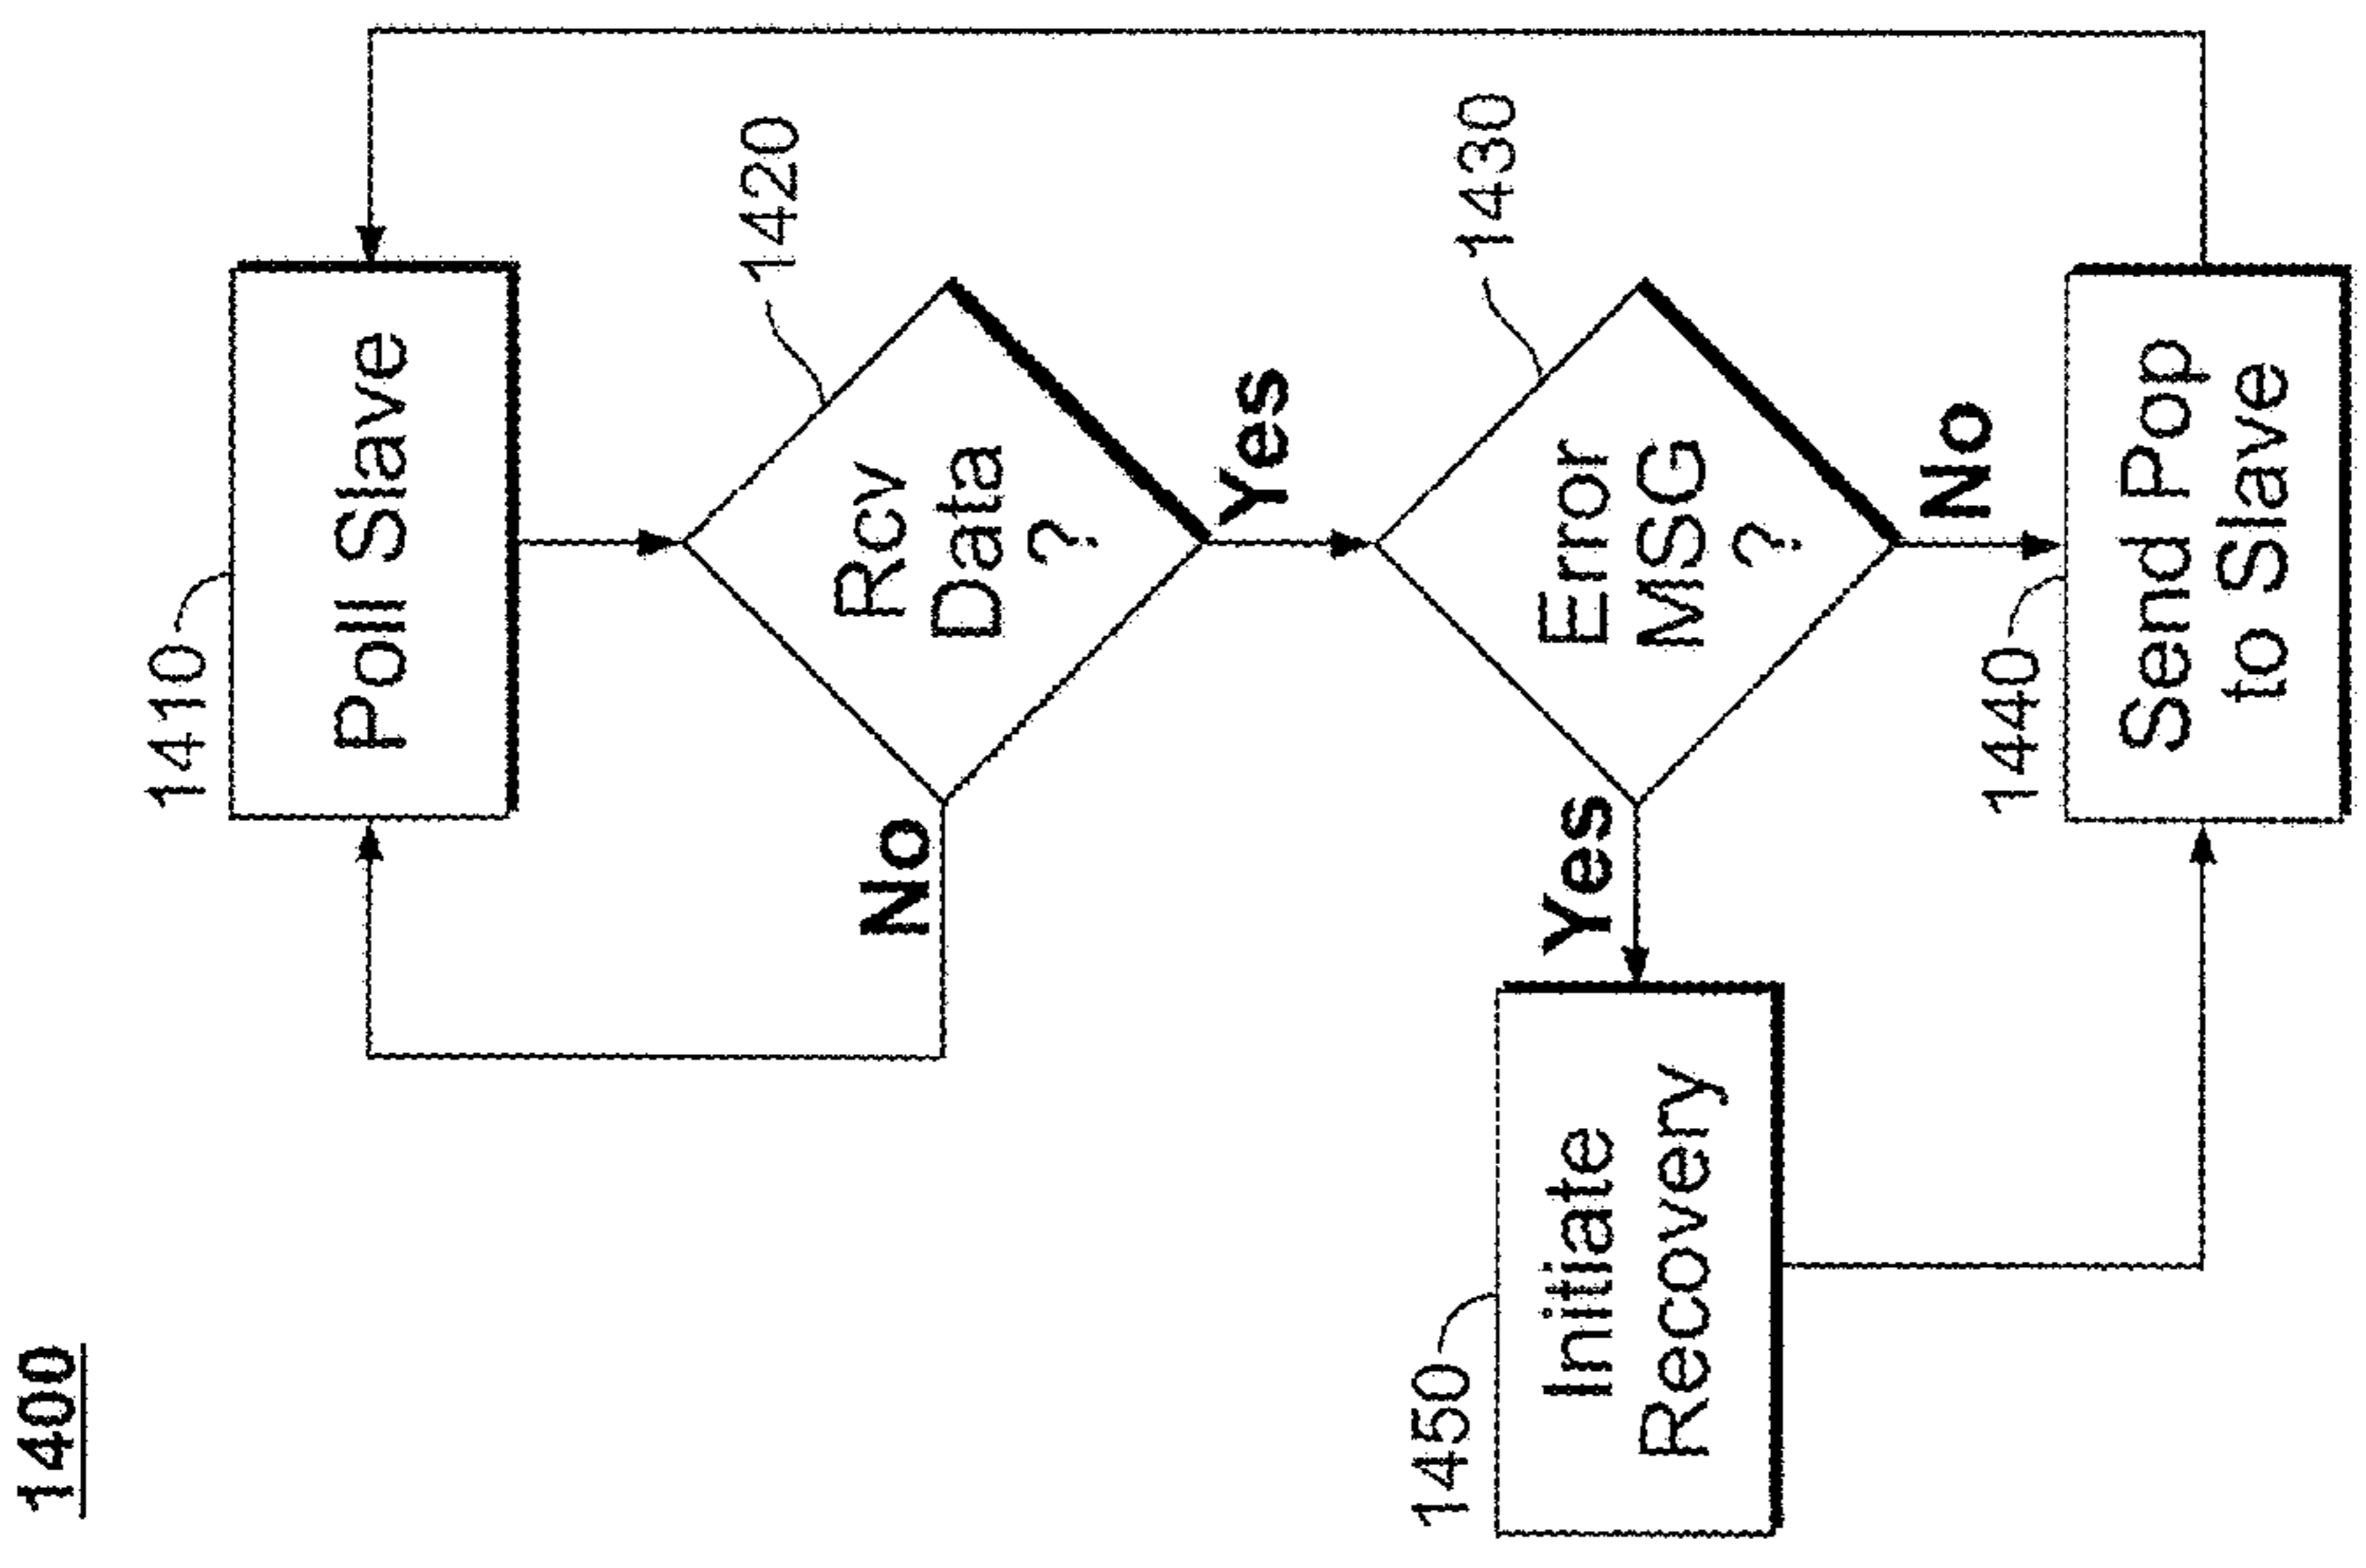 1400
1410
Poll Slave
1420
Rcv
Data
?
No
Yes
1430
Error
MSG
?
Yes
No
1450
Initiate
Recovery
1440
Send Pop
to Slave